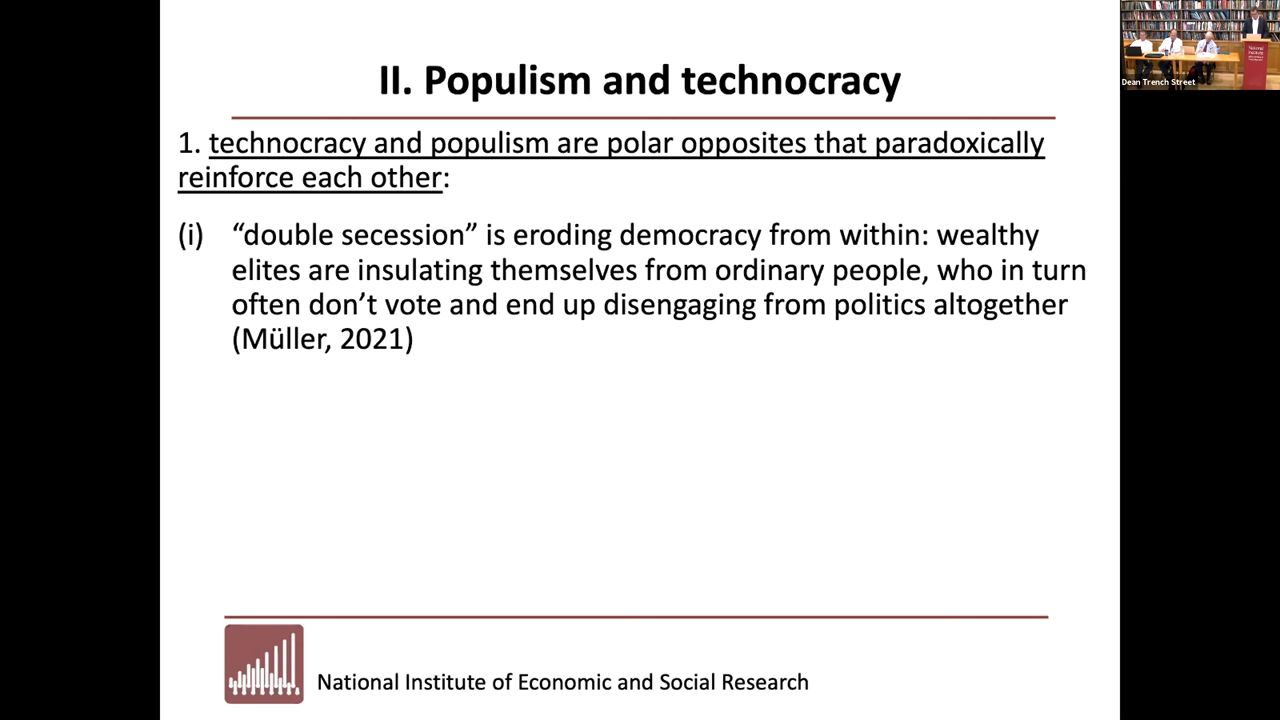 II. Populism and technocracy
Dean Trench Street
1. technocracy and populism are polar opposites that paradoxically
reinforce each other:
(i) “double secession” is eroding democracy from within: wealthy
elites are insulating themselves from ordinary people, who in turn
often don’t vote and end up disengaging from politics altogether
(Müller, 2021)
National Institute of Economic and Social Research